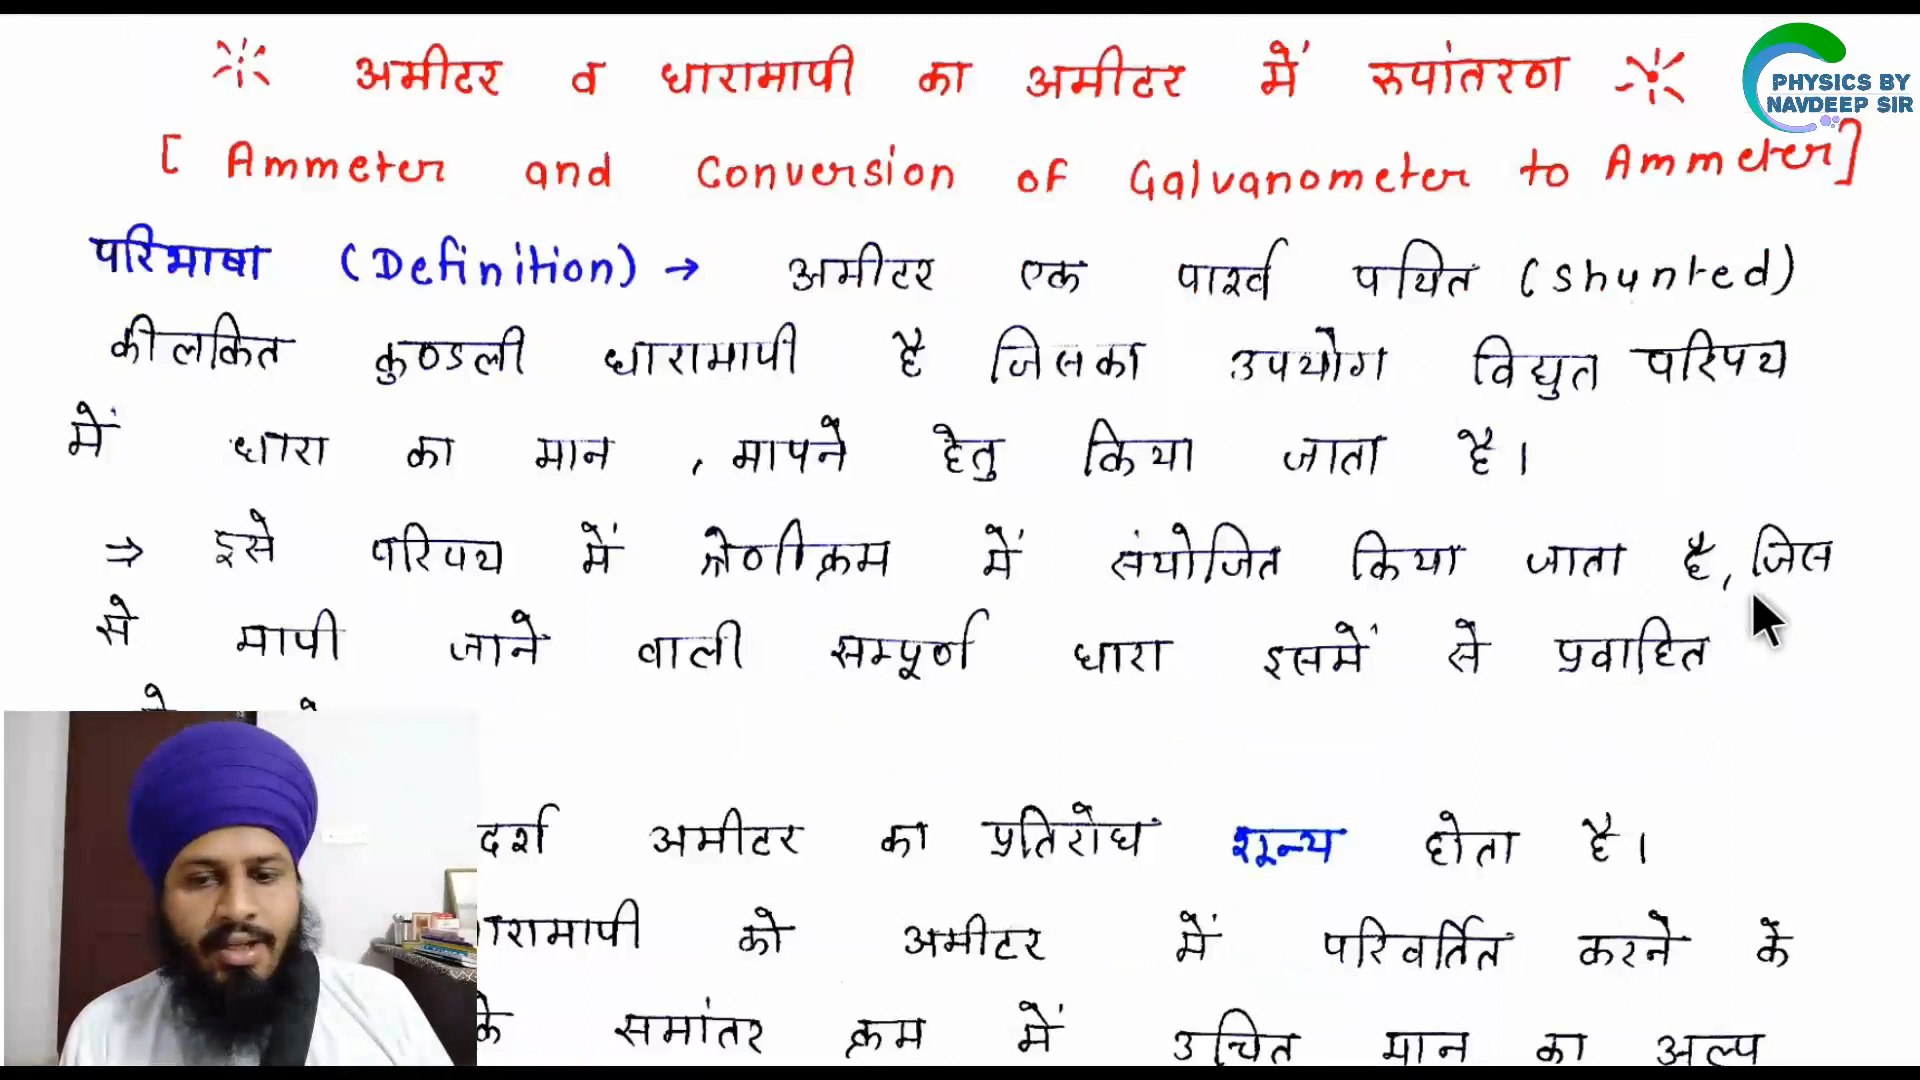 अमीटर व धारामापी का अमीटर में रूपांतरण
PHYSICS BY
NAVDEEP SIR
[ Ammeter and Conversion of Galvanometer to Ammeter]
परिभाषा (Definition) → अमीटर एक पार्श्व पथित (Shunted)
कीलकित कुण्डली धारामापी है जिसका उपयोग विद्युत परिपथ
में धारा का मान , मापने हेतु किया जाता है।
⇒ इसे परिपथ में श्रेणीक्रम में संयोजित किया जाता है, जिस
से मापी जाने वाली सम्पूर्ण धारा इसमें से प्रवाहित
दर्श अमीटर का प्रतिरोध शून्य होता है।
ारामापी को अमीटर में परिवर्तित करने के
के समांतर क्रम में उचित मान का अल्प